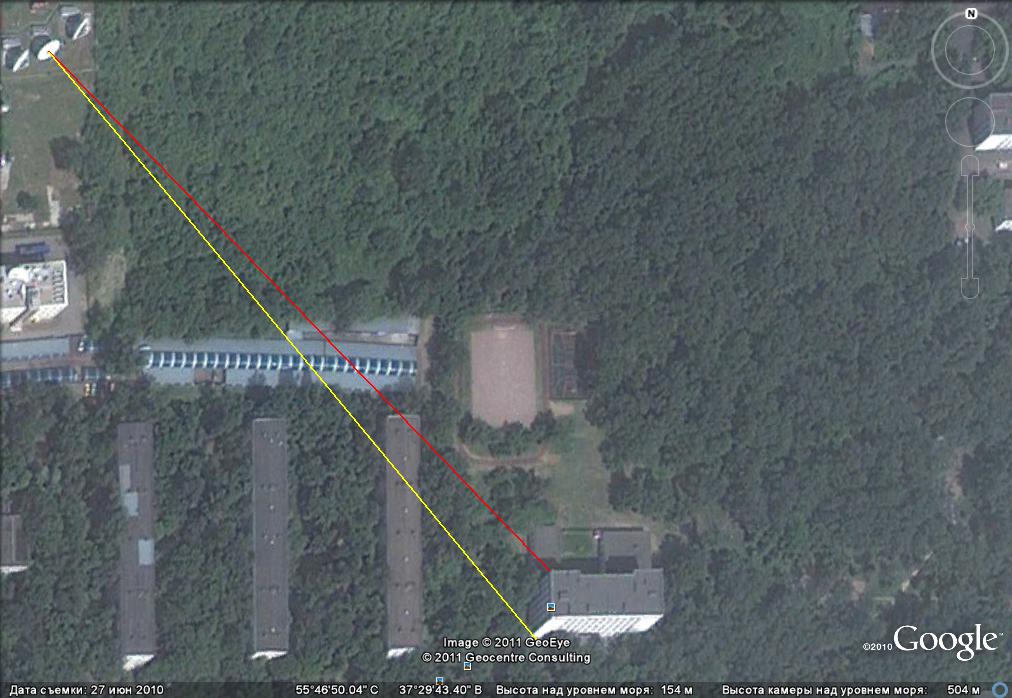 N
Image © 2011 GeoEye
© 2011 Geocentre Consulting
©2010 Google™
Дата съемки: 27 июн 2010 55°46'50.04" С 37°29'43.40" В Высота над уровнем моря: 154 м Высота камеры над уровнем моря: 504 м